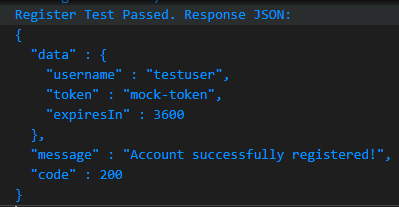 Register Test Passed. Response JSON:
{
  "data" : {
    "username" : "testuser",
    "token" : "mock-token",
    "expiresIn" : 3600
  },
  "message" : "Account successfully registered!",
  "code" : 200
}